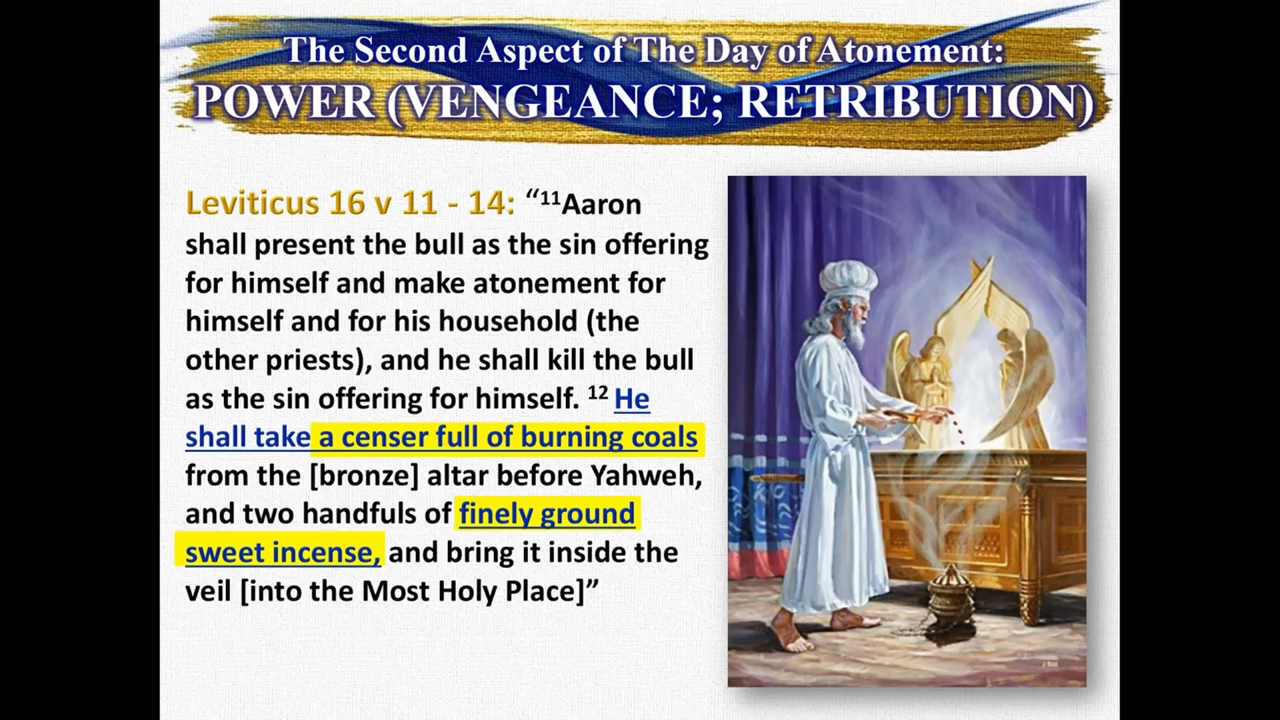 The Second Aspect of The Day of Atonement:
POWER (VENGEANCE; RETRIBUTION)
Leviticus 16 v 11 - 14: “¹¹Aaron
shall present the bull as the sin offering
for himself and make atonement for
himself and for his household (the
other priests), and he shall kill the bull
as the sin offering for himself. ¹² He
shall take a censer full of burning coals
from the [bronze] altar before Yahweh,
and two handfuls of finely ground
sweet incense, and bring it inside the
veil [into the Most Holy Place]”